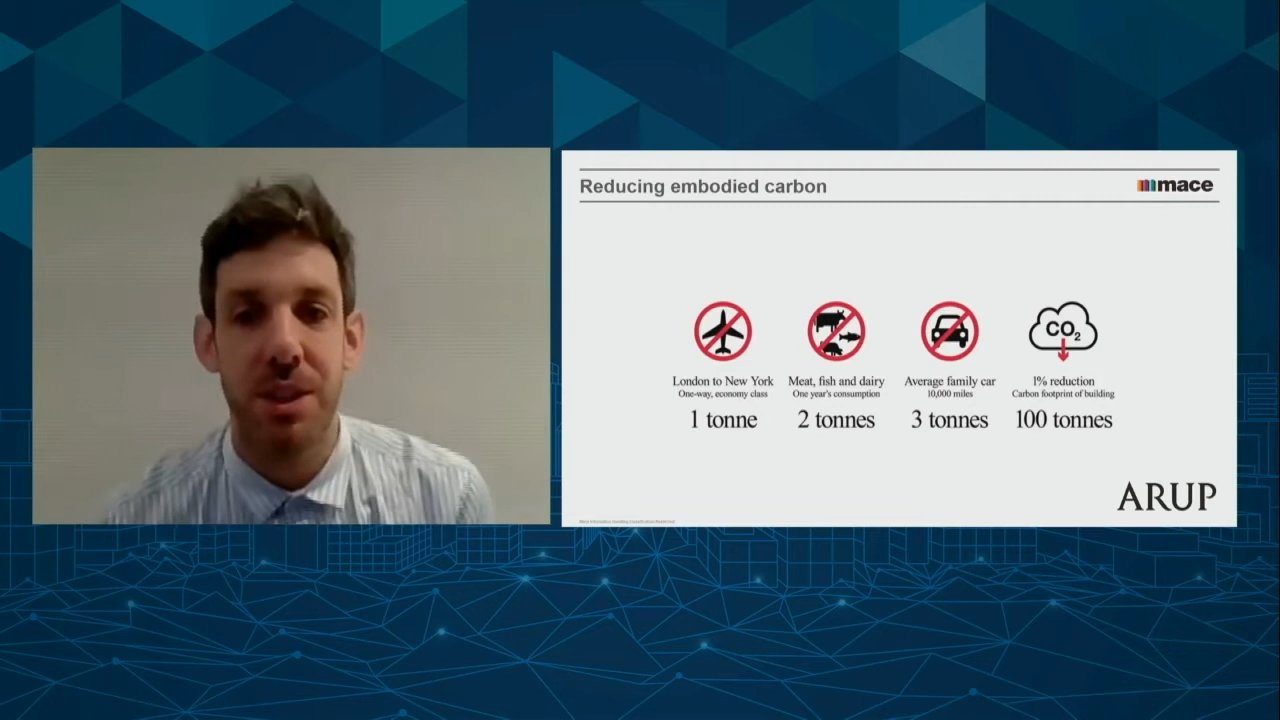 Reducing embodied carbon
mace
CO2
London to New York
One-way, economy class
1 tonne
Meat, fish and dairy
One year's consumption
2 tonnes
Average family car
10,000 miles
3 tonnes
1% reduction
Carbon footprint of building
100 tonnes
ARUP